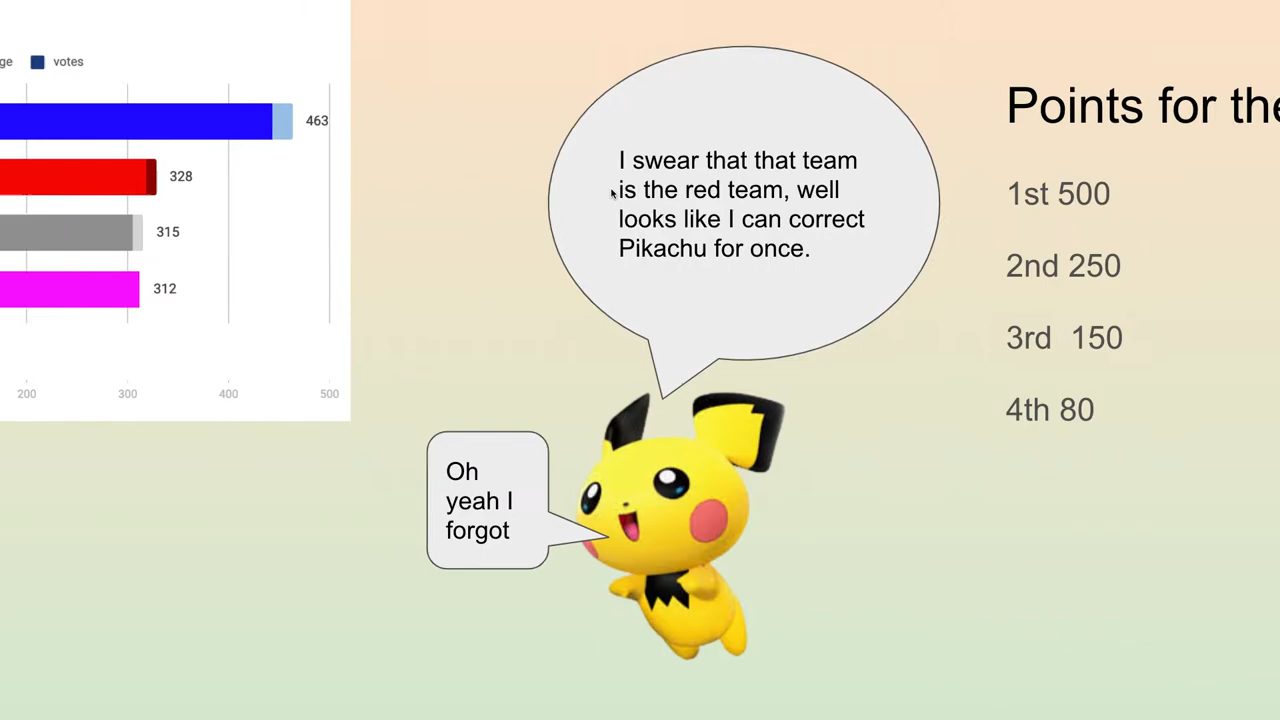 ge votes
463
328
315
312
200 300 400 500
I swear that that team
is the red team, well
looks like I can correct
Pikachu for once.
Oh
yeah I
forgot
Points for the
1st 500
2nd 250
3rd 150
4th 80